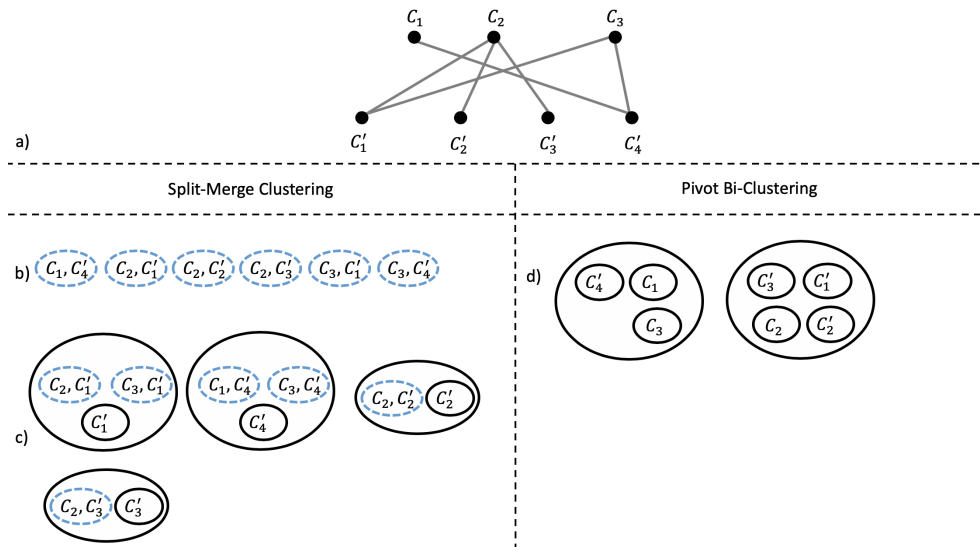 C₁ C₂ C₃
C′₁ C′₂ C′₃ C′₄
a)
Split-Merge Clustering
Pivot Bi-Clustering
b) C₁, C′₄ C₂, C′₁ C₂, C′₂ C₂, C′₃ C₃, C′₁ C₃, C′₄
c)
C₂, C′₁ C₃, C′₁
C′₁
C₁, C′₄ C₃, C′₄
C′₄
C₂, C′₂ C′₂
C₂, C′₃ C′₃
d)
C′₄ C₁
C₃
C′₃ C′₁
C₂ C′₂